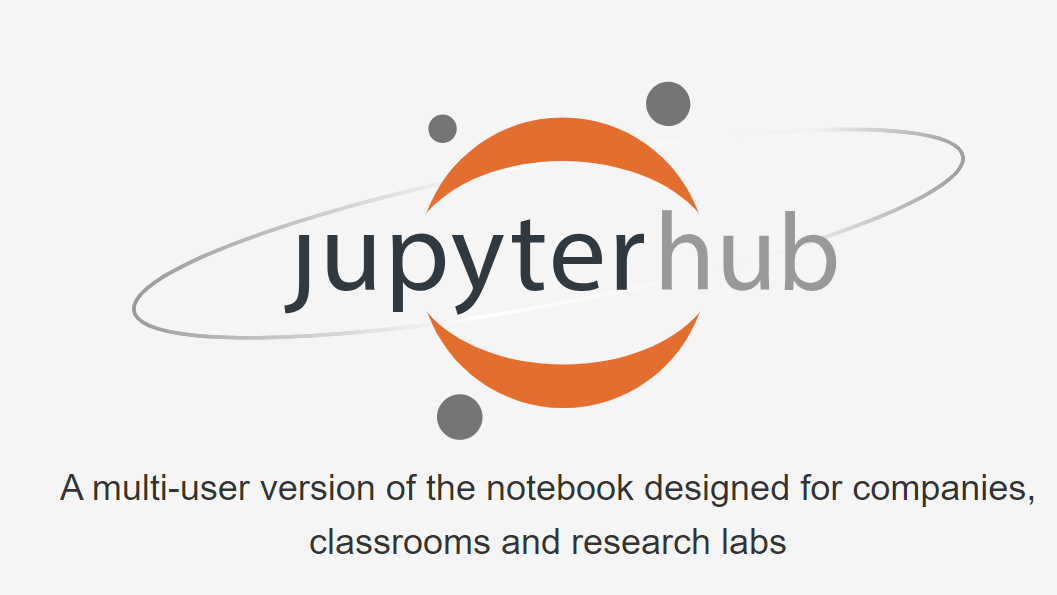 jupyterhub
A multi-user version of the notebook designed for companies,
classrooms and research labs